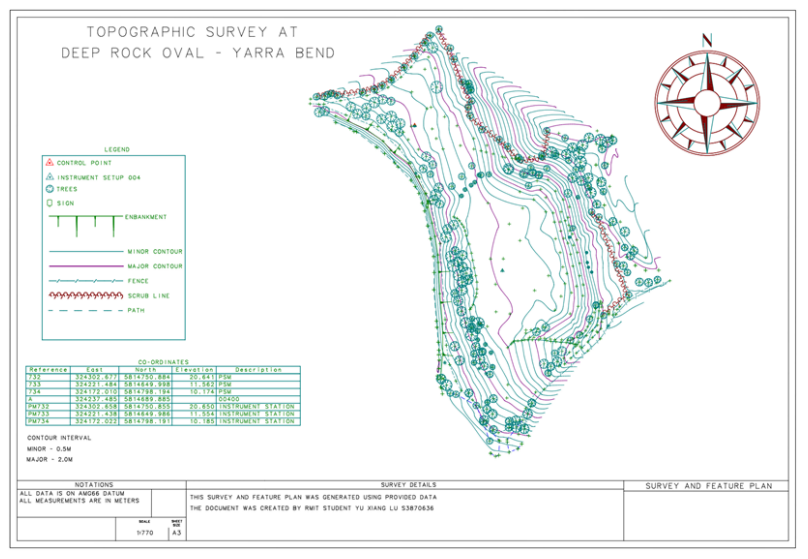 TOPOGRAPHIC SURVEY AT
DEEP ROCK OVAL - YARRA BEND
N
LEGEND
CONTROL POINT
INSTRUMENT SETUP 004
TREES
SIGN
ENBANKMENT
MINOR CONTOUR
MAJOR CONTOUR
FENCE
SCRUB LINE
PATH
CO-ORDINATES
Reference East North Elevation Description
732 324302.677 5814750.884 20.641 PSM
733 324221.484 5814649.998 11.562 PSM
734 324172.010 5814798.194 10.174 PSM
A 324237.485 5814689.885 OO400
PM732 324302.658 5814750.855 20.650 INSTRUMENT STATION
PM733 324221.438 5814649.986 11.554 INSTRUMENT STATION
PM734 324172.022 5814798.191 10.185 INSTRUMENT STATION
CONTOUR INTERVAL
MINOR - 0.5M
MAJOR - 2.0M
NOTATIONS
SURVEY DETAILS
SURVEY AND FEATURE PLAN
ALL DATA IS ON AMG66 DATUM
ALL MEASUREMENTS ARE IN METERS
THIS SURVEY AND FEATURE PLAN WAS GENERATED USING PROVIDED DATA
THE DOCUMENT WAS CREATED BY RMIT STUDENT YU XIANG LU S3870636
SCALE
1:770
SHEET
SIZE
A3